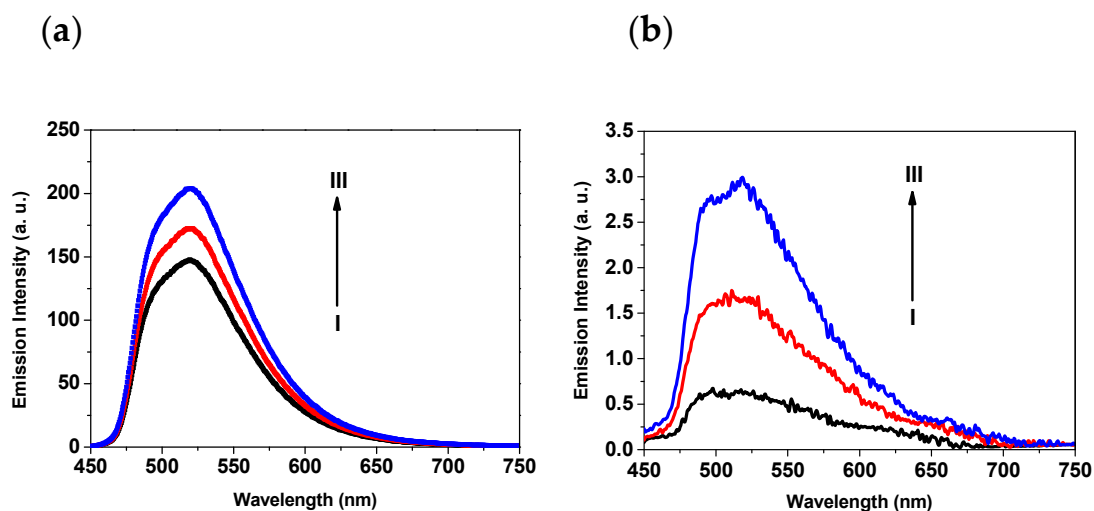 (a)
(b)
250
200
150
100
50
0
450 500 550 600 650 700 750
Emission Intensity (a. u.)
Wavelength (nm)
III
I
3.5
3.0
2.5
2.0
1.5
1.0
0.5
0.0
450 500 550 600 650 700 750
Emission Intensity (a. u.)
Wavelength (nm)
III
I